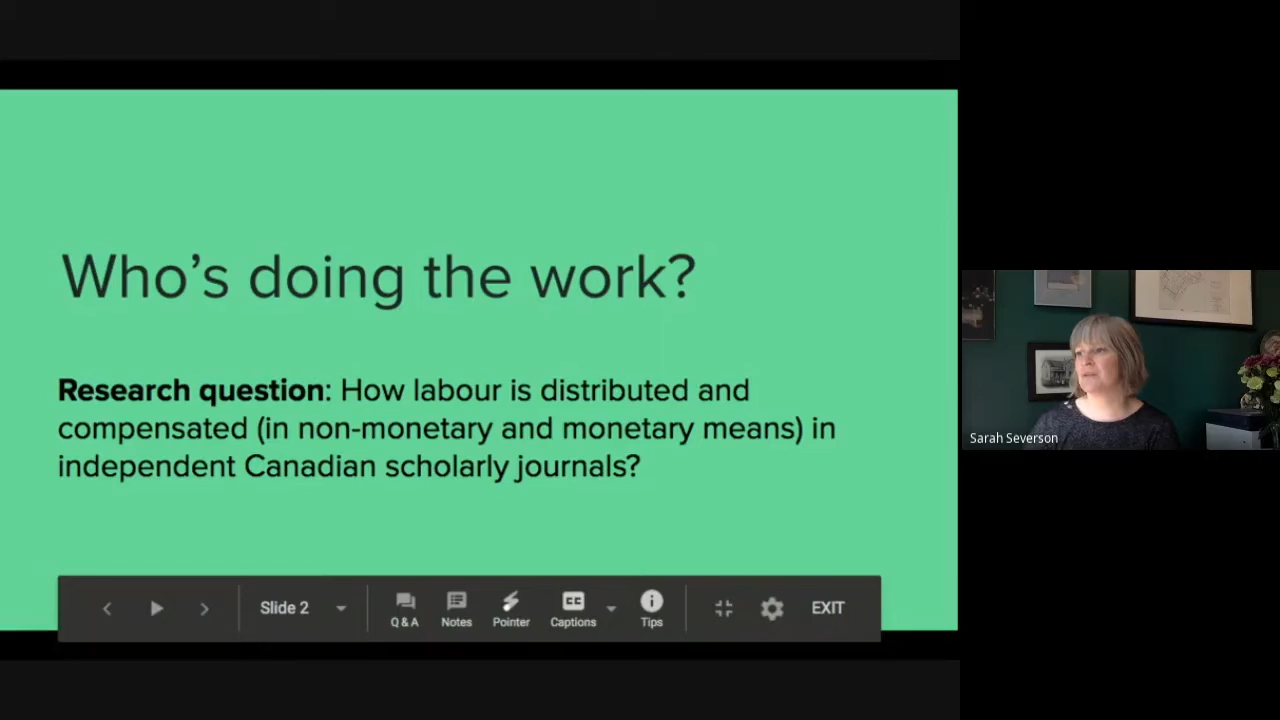 Who's doing the work?
Research question: How labour is distributed and
compensated (in non-monetary and monetary means) in
independent Canadian scholarly journals?
Slide 2
Q & A
Notes
Pointer
CC
Captions
Tips
EXIT
Sarah Severson